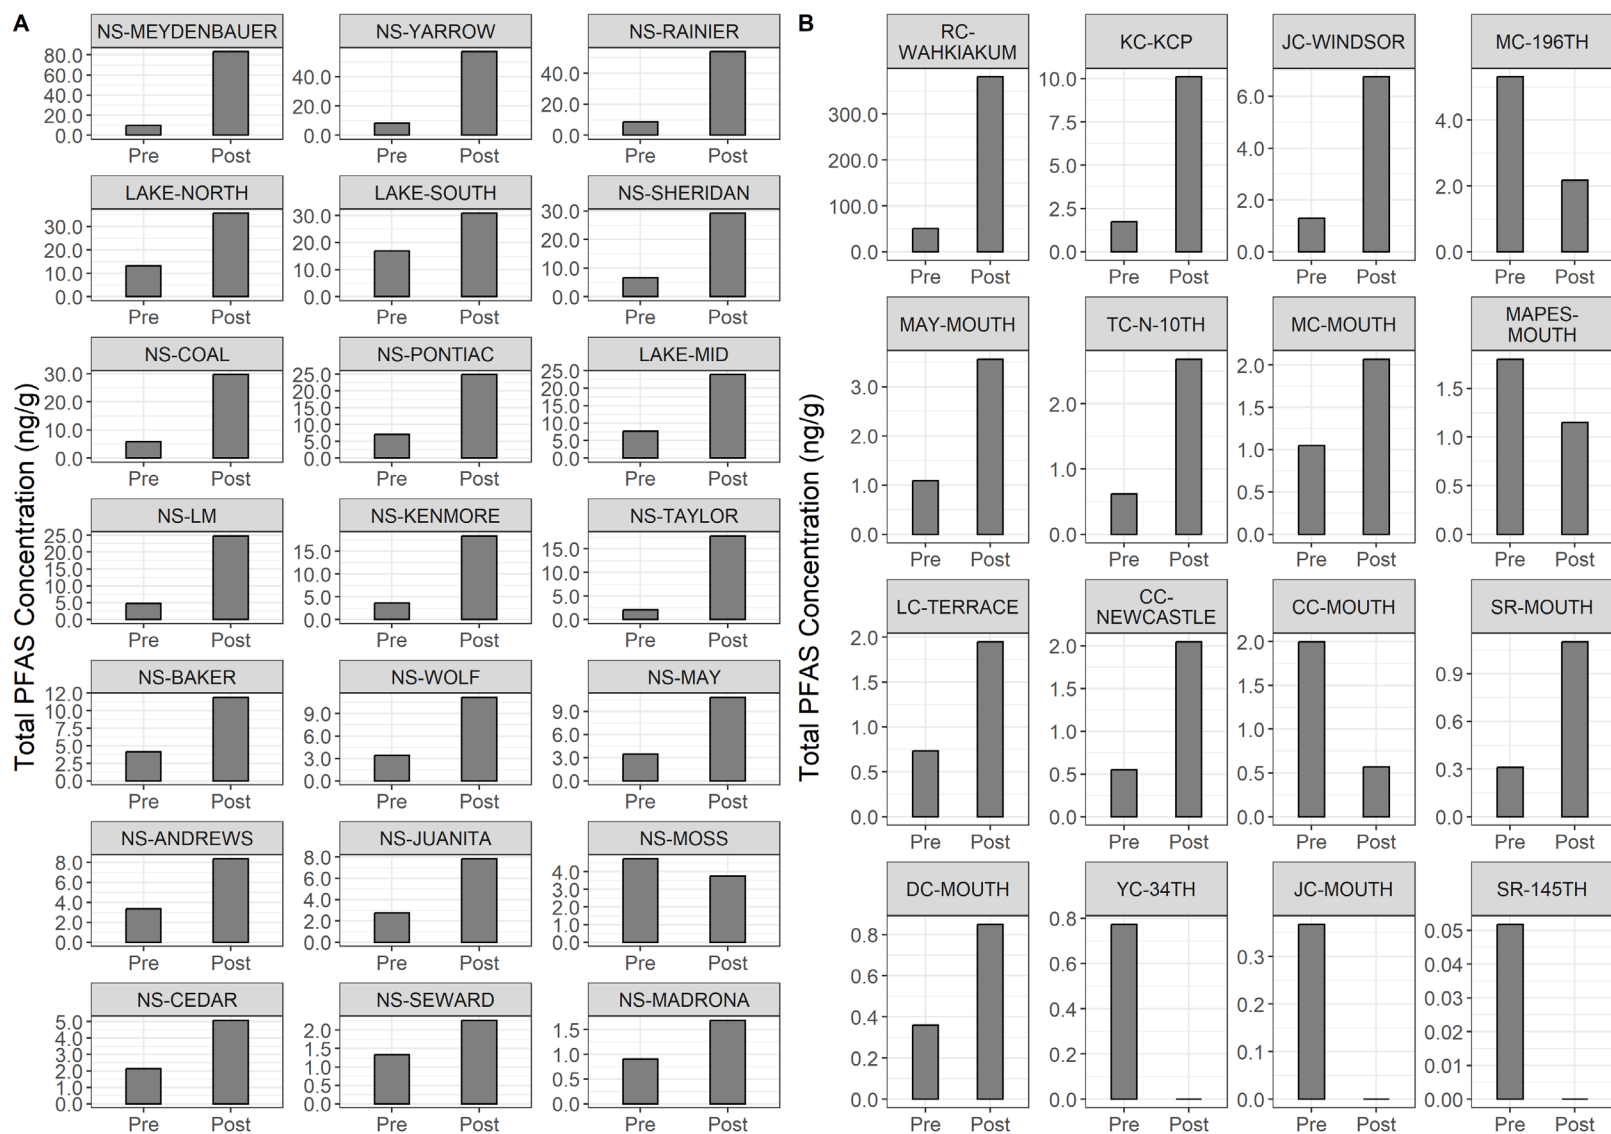 A
Total PFAS Concentration (ng/g)
NS-MEYDENBAUER
80.0
60.0
40.0
20.0
0.0
Pre Post
NS-YARROW
40.0
20.0
0.0
Pre Post
NS-RAINIER
40.0
20.0
0.0
Pre Post
LAKE-NORTH
30.0
20.0
10.0
0.0
Pre Post
LAKE-SOUTH
30.0
20.0
10.0
0.0
Pre Post
NS-SHERIDAN
30.0
20.0
10.0
0.0
Pre Post
NS-COAL
30.0
20.0
10.0
0.0
Pre Post
NS-PONTIAC
25.0
20.0
15.0
10.0
5.0
0.0
Pre Post
LAKE-MID
25.0
20.0
15.0
10.0
5.0
0.0
Pre Post
NS-LM
25.0
20.0
15.0
10.0
5.0
0.0
Pre Post
NS-KENMORE
15.0
10.0
5.0
0.0
Pre Post
NS-TAYLOR
15.0
10.0
5.0
0.0
Pre Post
NS-BAKER
12.0
10.0
7.5
5.0
2.5
0.0
Pre Post
NS-WOLF
9.0
6.0
3.0
0.0
Pre Post
NS-MAY
9.0
6.0
3.0
0.0
Pre Post
NS-ANDREWS
8.0
6.0
4.0
2.0
0.0
Pre Post
NS-JUANITA
8.0
6.0
4.0
2.0
0.0
Pre Post
NS-MOSS
4.0
3.0
2.0
1.0
0.0
Pre Post
NS-CEDAR
5.0
4.0
3.0
2.0
1.0
0.0
Pre Post
NS-SEWARD
2.0
1.5
1.0
0.5
0.0
Pre Post
NS-MADRONA
1.5
1.0
0.5
0.0
Pre Post
B
Total PFAS Concentration (ng/g)
RC-
WAHKIAKUM
300.0
200.0
100.0
0.0
Pre Post
KC-KCP
10.0
7.5
5.0
2.5
0.0
Pre Post
JC-WINDSOR
6.0
4.0
2.0
0.0
Pre Post
MC-196TH
4.0
2.0
0.0
Pre Post
MAY-MOUTH
3.0
2.0
1.0
0.0
Pre Post
TC-N-10TH
2.0
1.0
0.0
Pre Post
MC-MOUTH
2.0
1.5
1.0
0.5
0.0
Pre Post
MAPES-
MOUTH
1.5
1.0
0.5
0.0
Pre Post
LC-TERRACE
2.0
1.5
1.0
0.5
0.0
Pre Post
CC-
NEWCASTLE
2.0
1.5
1.0
0.5
0.0
Pre Post
CC-MOUTH
2.0
1.5
1.0
0.5
0.0
Pre Post
SR-MOUTH
0.9
0.6
0.3
0.0
Pre Post
DC-MOUTH
0.8
0.6
0.4
0.2
0.0
Pre Post
YC-34TH
0.8
0.6
0.4
0.2
0.0
Pre Post
JC-MOUTH
0.3
0.2
0.1
0.0
Pre Post
SR-145TH
0.05
0.04
0.03
0.02
0.01
0.00
Pre Post